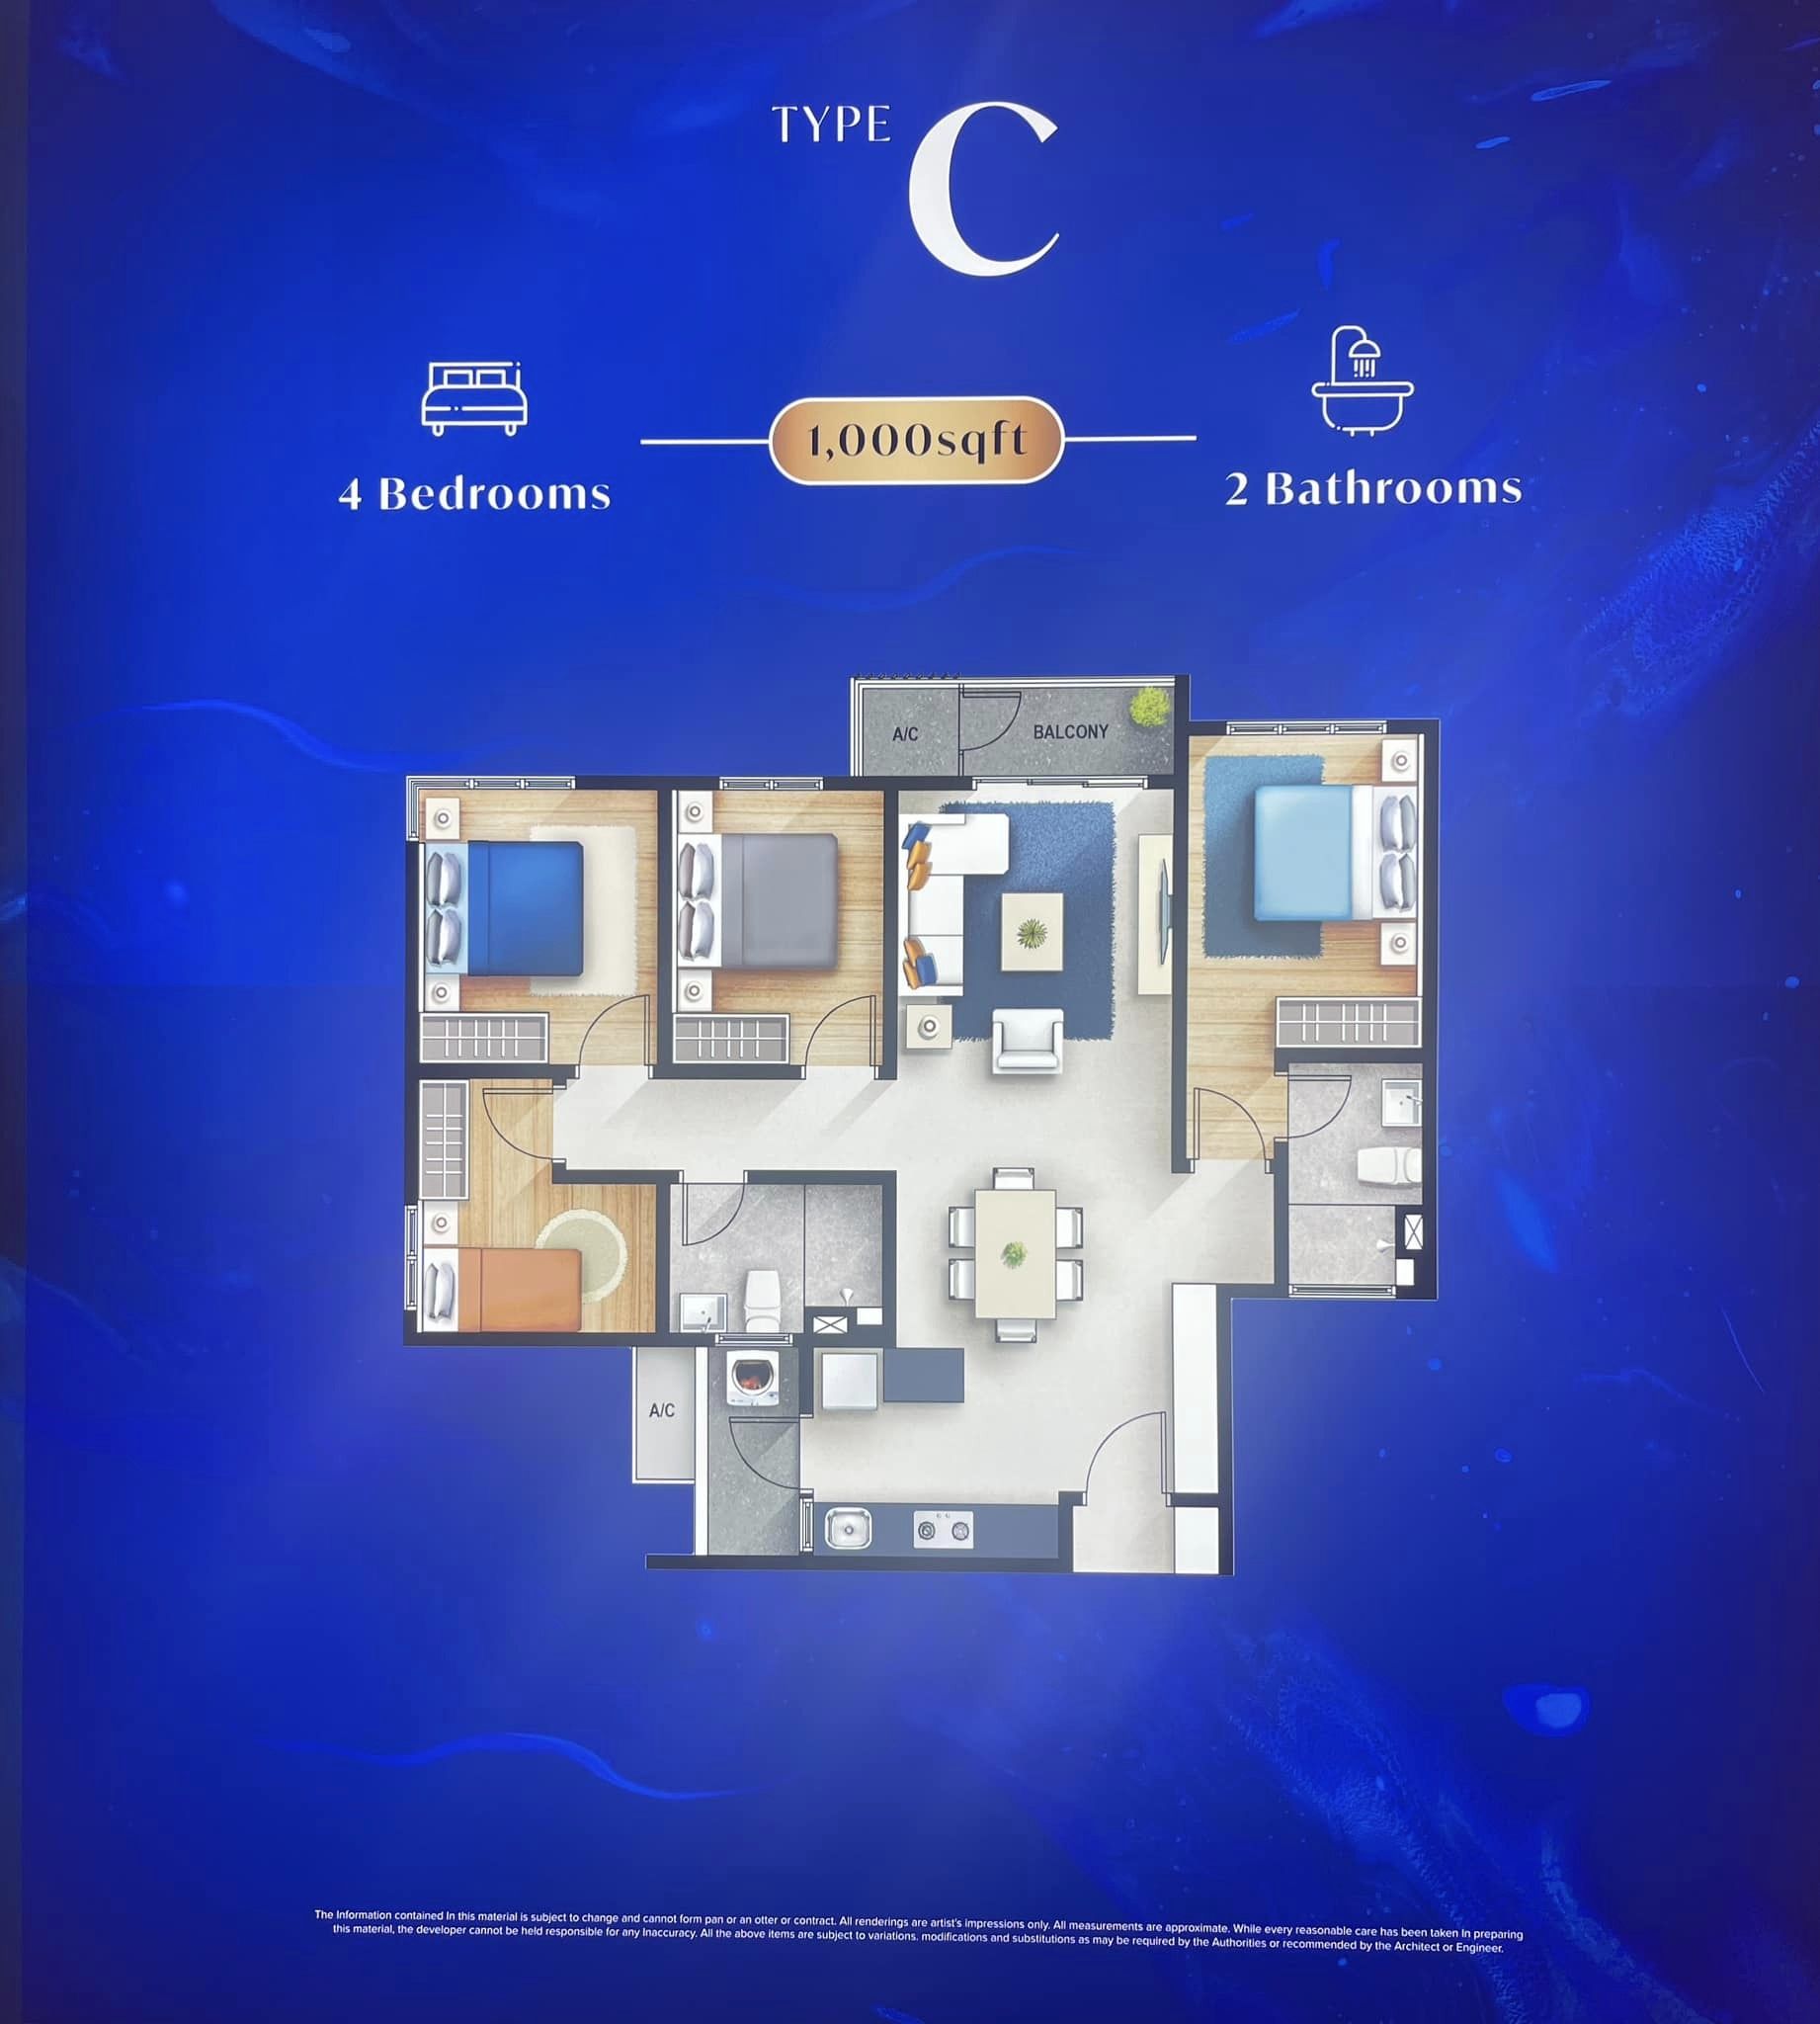 TYPE C
1,000sqft
4 Bedrooms
2 Bathrooms
A/C
BALCONY
A/C
The Information contained In this material is subject to change and cannot form pan or an otter or contract. All renderings are artist's impressions only. All measurements are approximate. While every reasonable care has been taken In preparing
this material, the developer cannot be held responsible for any Inaccuracy. All the above items are subject to variations. modifications and substitutions as may be required by the Authorities or recommended by the Architect or Engineer.